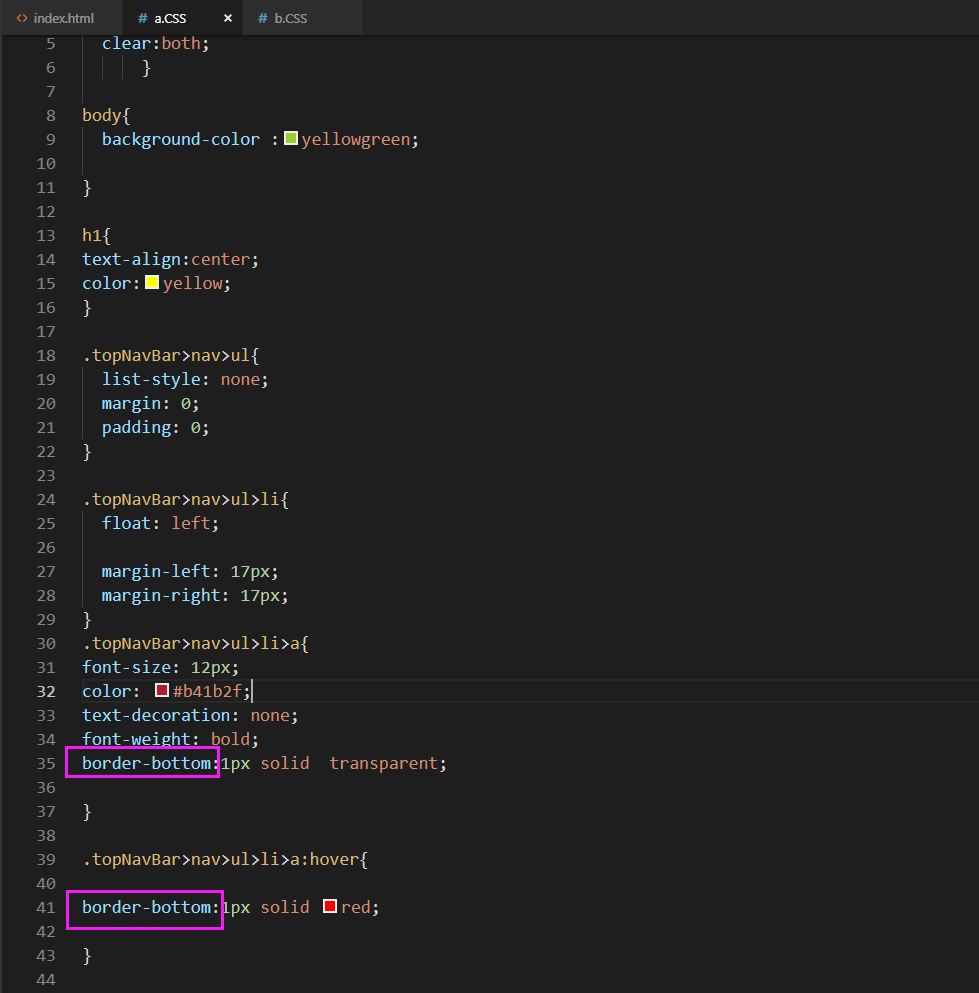 index.html a.CSS × b.CSS
5 clear:both;
6 }
7
8 body{
9 background-color :yellowgreen;
10
11 }
12
13 h1{
14 text-align:center;
15 color:yellow;
16 }
17
18 .topNavBar>nav>ul{
19 list-style: none;
20 margin: 0;
21 padding: 0;
22 }
23
24 .topNavBar>nav>ul>li{
25 float: left;
26
27 margin-left: 17px;
28 margin-right: 17px;
29 }
30 .topNavBar>nav>ul>li>a{
31 font-size: 12px;
32 color: #b41b2f;
33 text-decoration: none;
34 font-weight: bold;
35 border-bottom:1px solid  transparent;
36
37 }
38
39 .topNavBar>nav>ul>li>a:hover{
40
41 border-bottom:1px solid red;
42
43 }
44